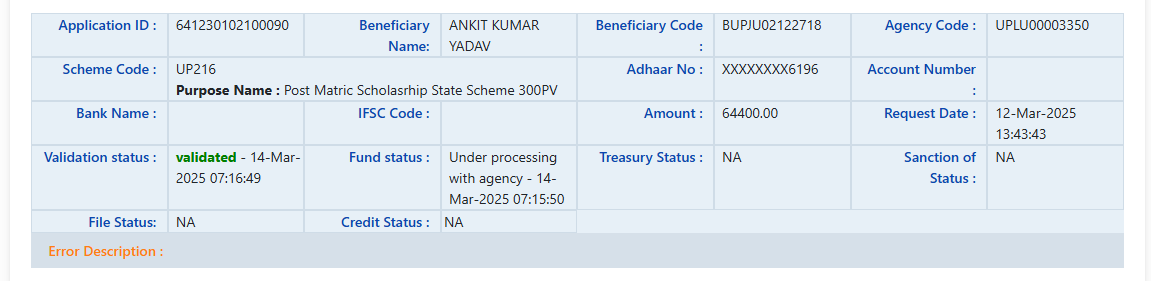 Application ID : 641230102100090 Beneficiary Name: ANKIT KUMAR YADAV Beneficiary Code : BUPJU02122718 Agency Code : UPLU00003350
Scheme Code : UP216
Purpose Name : Post Matric Scholasrhip State Scheme 300PV Adhaar No : XXXXXXXX6196 Account Number :
Bank Name : IFSC Code : Amount : 64400.00 Request Date : 12-Mar-2025 13:43:43
Validation status : validated - 14-Mar-2025 07:16:49 Fund status : Under processing with agency - 14-Mar-2025 07:15:50 Treasury Status : NA Sanction of Status : NA
File Status: NA Credit Status : NA
Error Description :